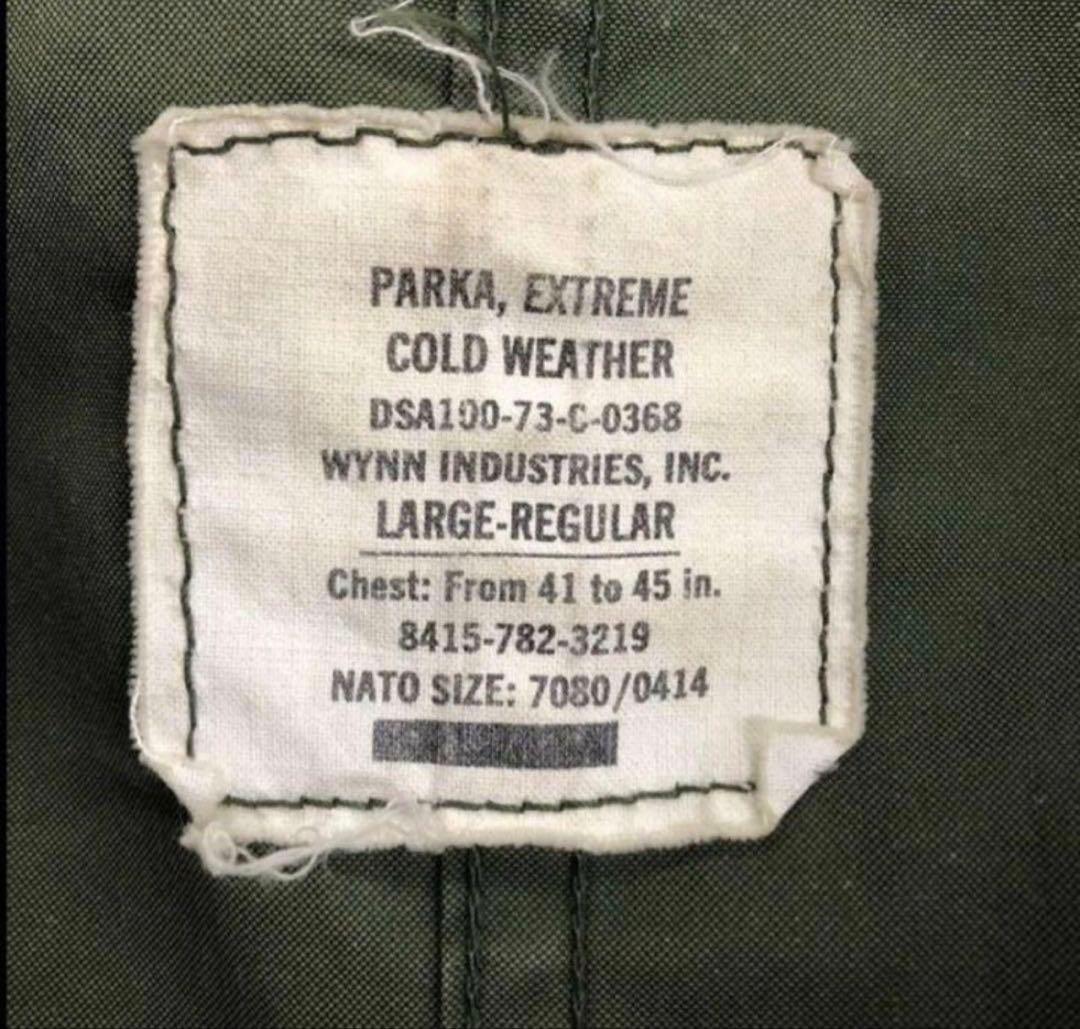 PARKA, EXTREME
COLD WEATHER
DSA100-73-C-0368
WYNN INDUSTRIES, INC.
LARGE-REGULAR
Chest: From 41 to 45 in.
8415-782-3219
NATO SIZE: 7080/0414